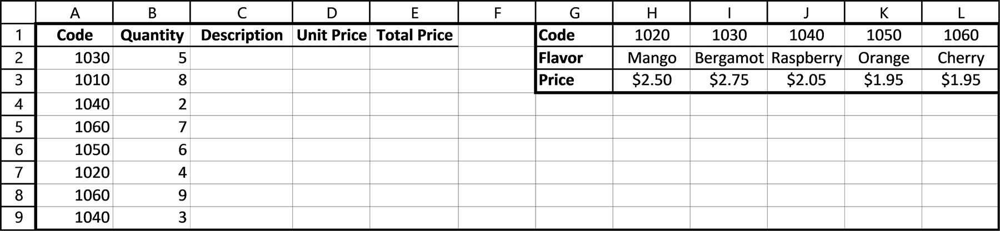 A B C D E F G H I J K L
1 Code Quantity Description Unit Price Total Price Code 1020 1030 1040 1050 1060
2 1030 5 Flavor Mango Bergamot Raspberry Orange Cherry
3 1010 8 Price $2.50 $2.75 $2.05 $1.95 $1.95
4 1040 2
5 1060 7
6 1050 6
7 1020 4
8 1060 9
9 1040 3